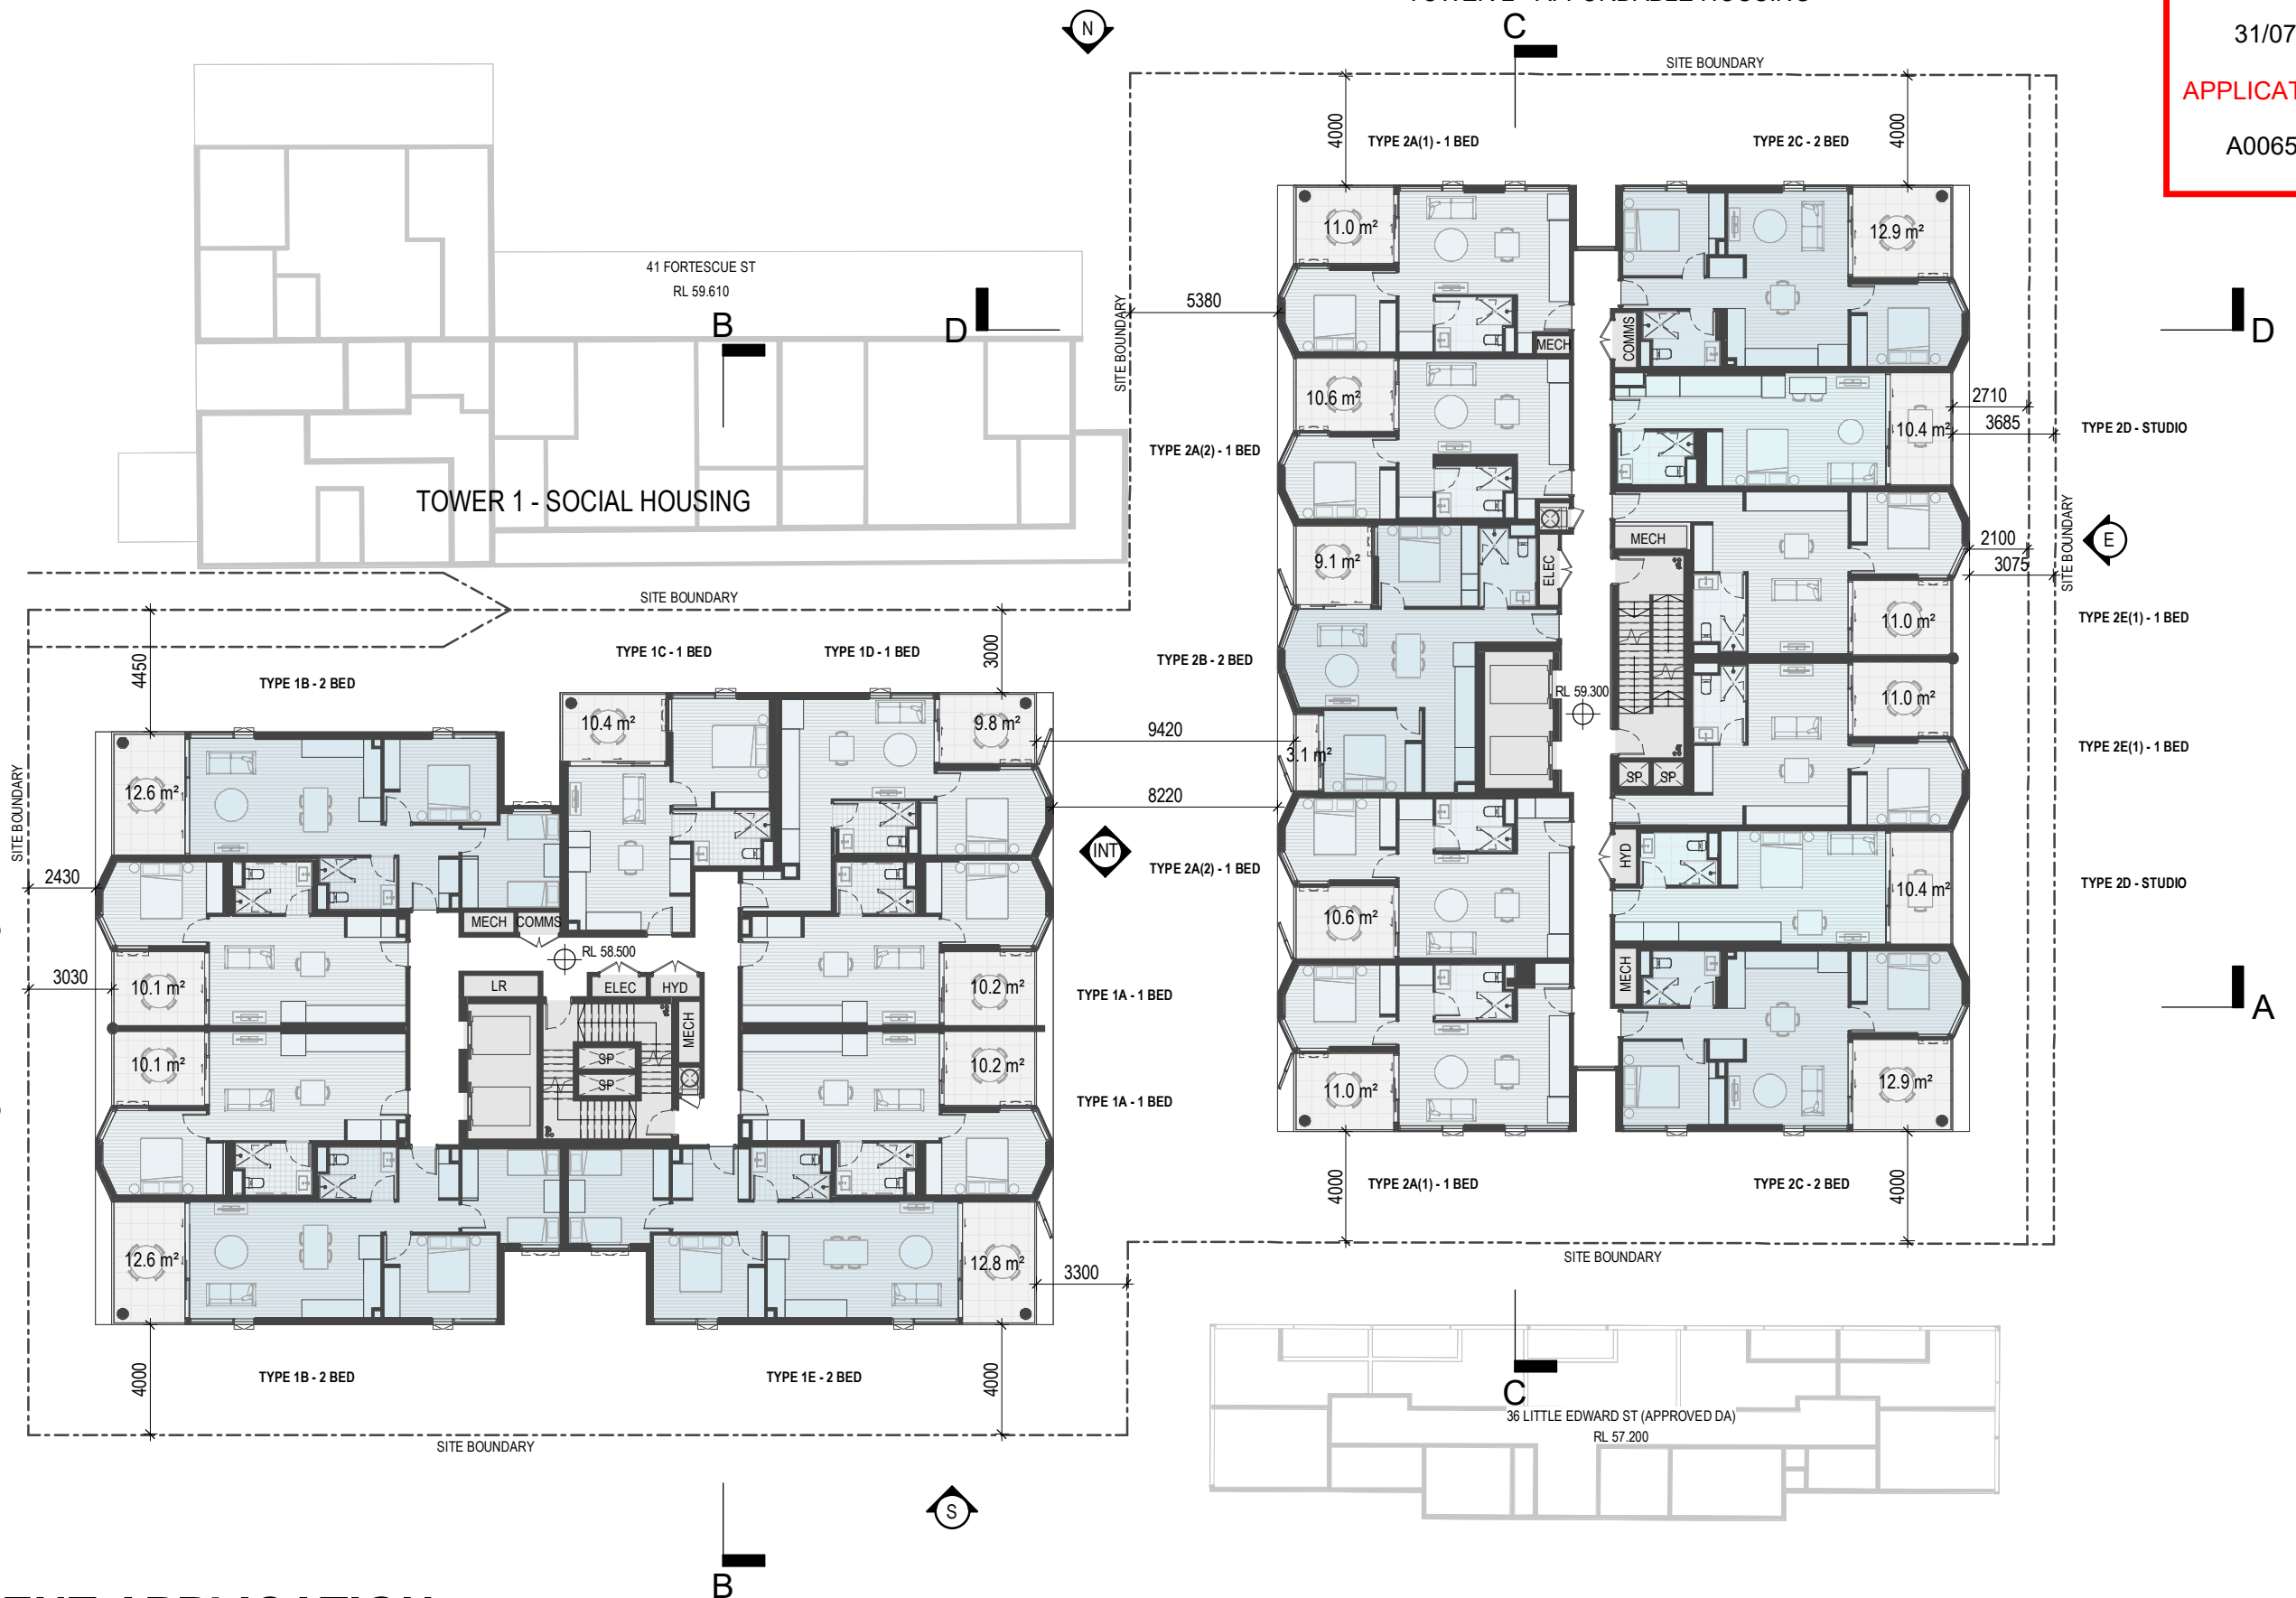 N
C
31/07
SITE BOUNDARY
APPLICAT
4000
TYPE 2A(1) - 1 BED
TYPE 2C - 2 BED
4000
A0065
11.0 m²
12.9 m²
41 FORTESCUE ST
RL 59.610
B
D
5380
SITE BOUNDARY
MECH
COMMS
D
10.6 m²
2710
3685
10.4 m²
TYPE 2D - STUDIO
TYPE 2A(2) - 1 BED
TOWER 1 - SOCIAL HOUSING
MECH
2100
E
3075
SITE BOUNDARY
9.1 m²
ELEC
SITE BOUNDARY
11.0 m²
TYPE 2E(1) - 1 BED
4450
TYPE 1C - 1 BED
TYPE 1D - 1 BED
3000
TYPE 2B - 2 BED
TYPE 1B - 2 BED
RL 59.300
11.0 m²
10.4 m²
9.8 m²
9420
3.1 m²
TYPE 2E(1) - 1 BED
SP
SP
12.6 m²
SITE BOUNDARY
8220
INT
HYD
TYPE 2A(2) - 1 BED
2430
10.4 m²
TYPE 2D - STUDIO
MECH
COMMS
10.6 m²
RL 58.500
3030
10.1 m²
LR
ELEC
HYD
10.2 m²
TYPE 1A - 1 BED
MECH
A
MECH
10.1 m²
SP
SP
10.2 m²
TYPE 1A - 1 BED
11.0 m²
12.9 m²
4000
TYPE 2A(1) - 1 BED
TYPE 2C - 2 BED
4000
12.6 m²
12.8 m²
3300
SITE BOUNDARY
4000
TYPE 1B - 2 BED
TYPE 1E - 2 BED
4000
C
36 LITTLE EDWARD ST (APPROVED DA)
RL 57.200
SITE BOUNDARY
S
B